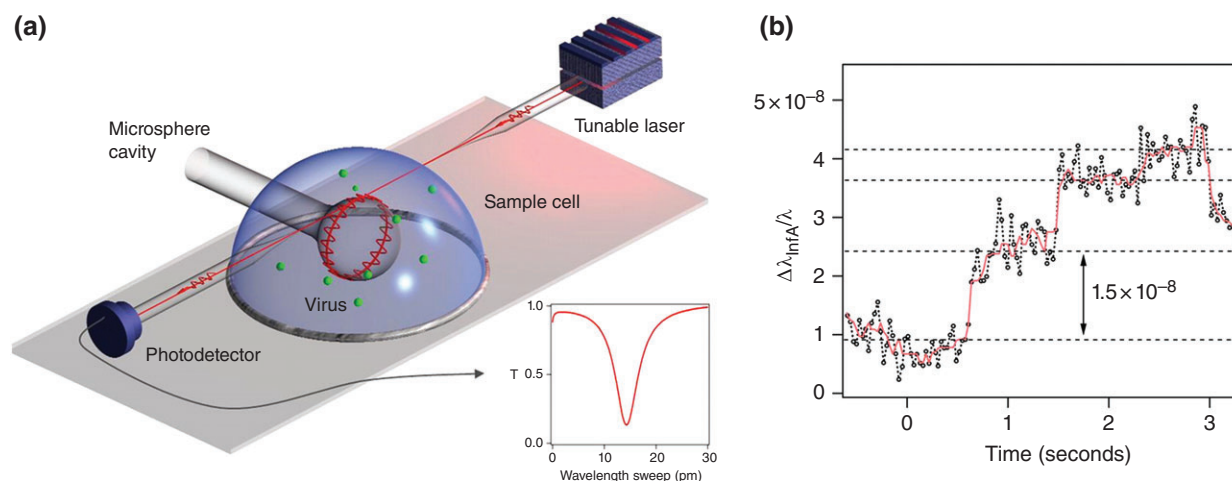 (a)
Tunable laser
Microsphere
cavity
Sample cell
Virus
Photodetector
1.0
T 0.5
0.0
0 10 20 30
Wavelength sweep (pm)
(b)
5×10⁻⁸
4
3
2
1
0
Δλ_InfA/λ
1.5×10⁻⁸
0 1 2 3
Time (seconds)